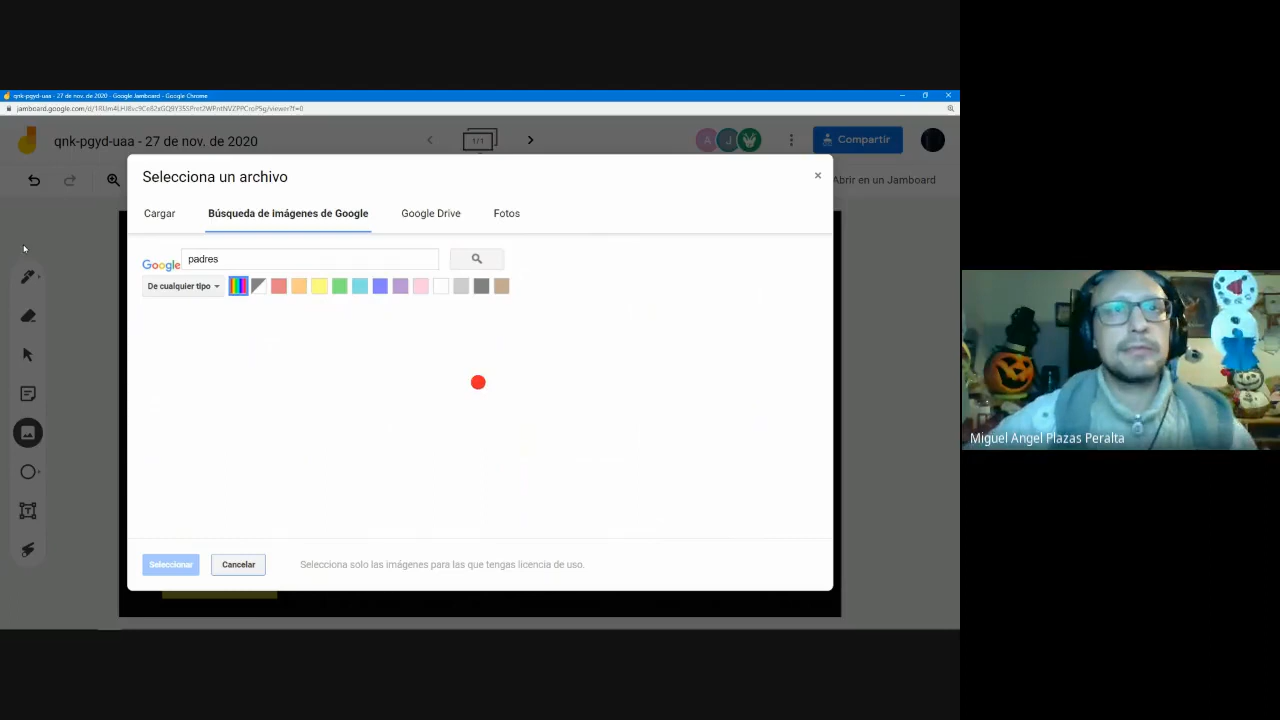 qnk-pgyd-uaa - 27 de nov. de 2020 - Google Jamboard - Google Chrome
qnk-pgyd-uaa - 27 de nov. de 2020
1/1
A
J
Compartir
Abrir en un Jamboard
Selecciona un archivo
×
Cargar
Búsqueda de imágenes de Google
Google Drive
Fotos
Google
padres
De cualquier tipo
Seleccionar
Cancelar
Selecciona solo las imágenes para las que tengas licencia de uso.
Miguel Angel Plazas Peralta